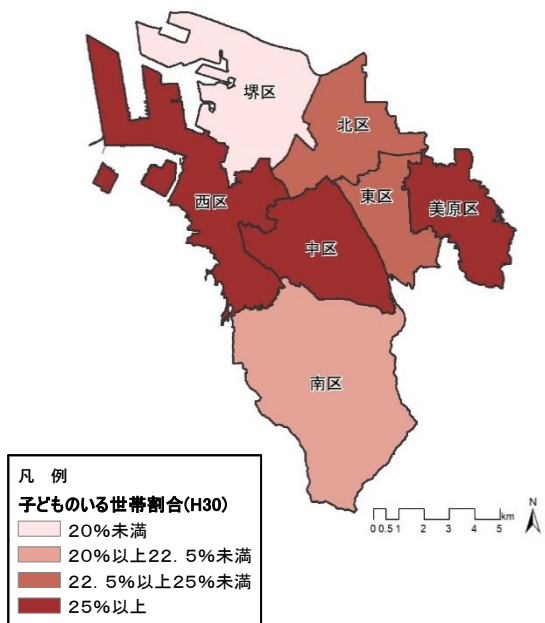 堺区
北区
東区
西区
美原区
中区
南区
凡 例
子どものいる世帯割合(H30)
20%未満
20%以上22. 5%未満
22. 5%以上25%未満
25%以上
0 0.5 1 2 3 4 5 km
N